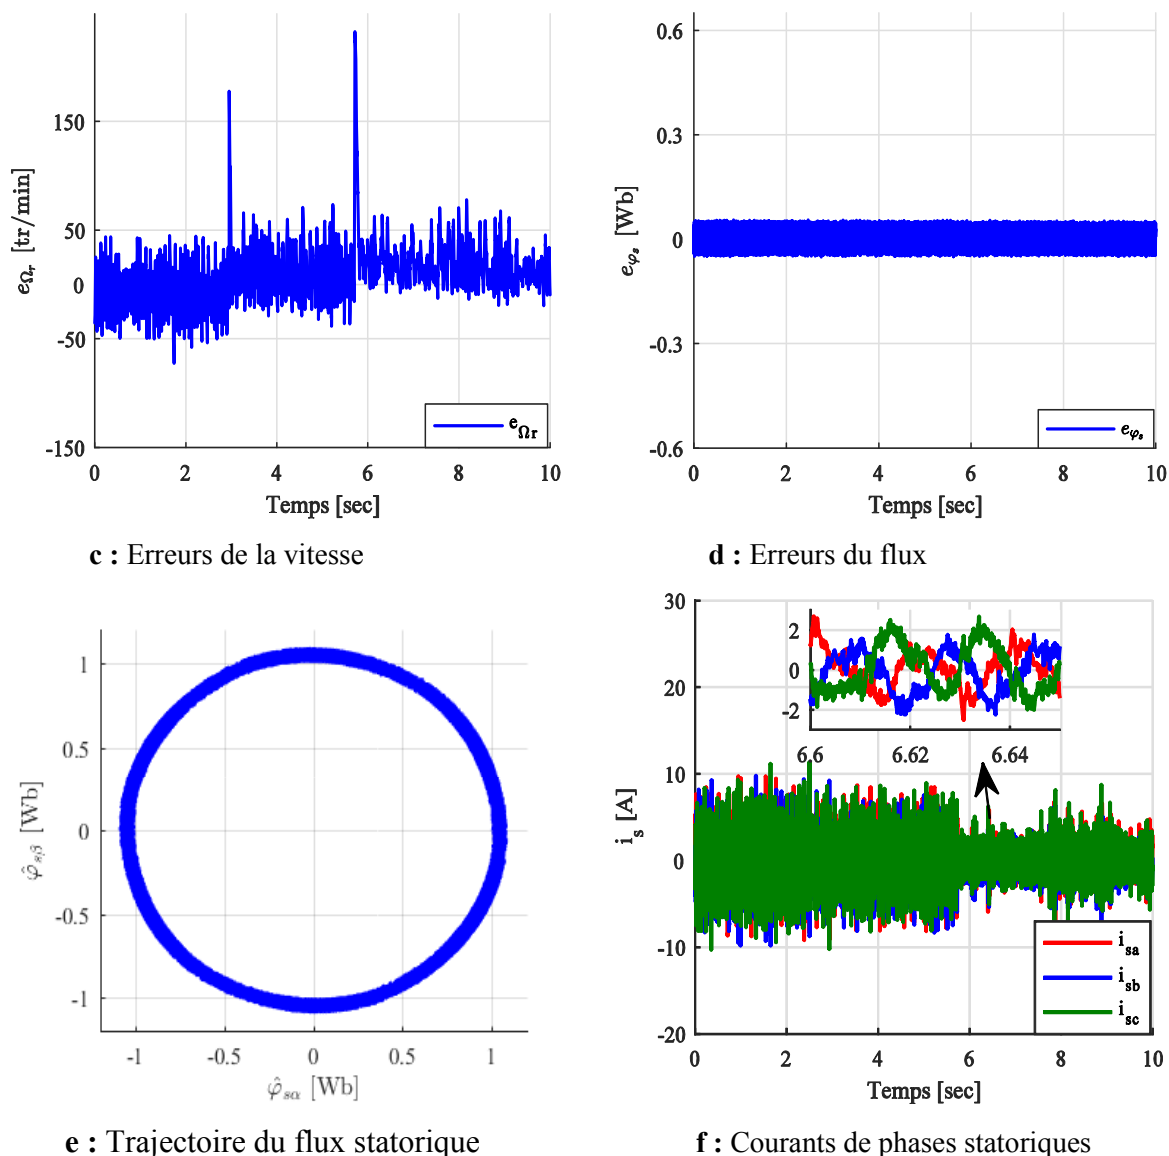 150
50
0
-50
-150
e_Ωr [tr/min]
e_Ωr
0 2 4 6 8 10
Temps [sec]
c : Erreurs de la vitesse
0.6
0.3
0
-0.3
-0.6
e_φs [Wb]
e_φs
0 2 4 6 8 10
Temps [sec]
d : Erreurs du flux
1
0.5
0
-0.5
-1
φ̂_sβ [Wb]
-1 -0.5 0 0.5 1
φ̂_sα [Wb]
e : Trajectoire du flux statorique
30
20
10
0
-10
-20
i_s [A]
2
0
-2
6.6 6.62 6.64
i_sa
i_sb
i_sc
0 2 4 6 8 10
Temps [sec]
f : Courants de phases statoriques